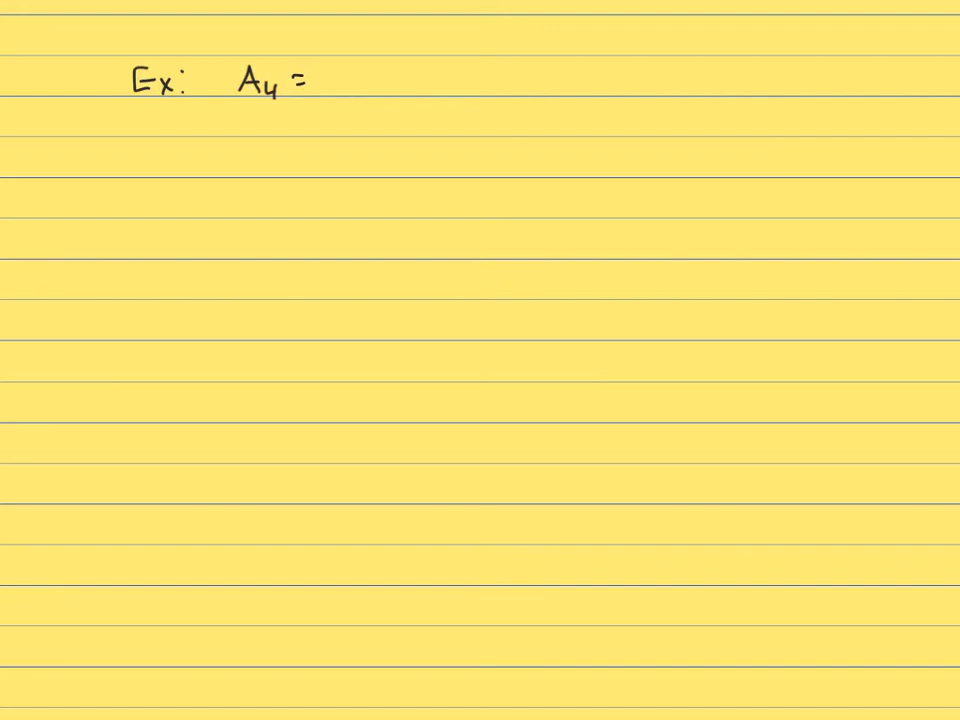 Ex: A₄ =